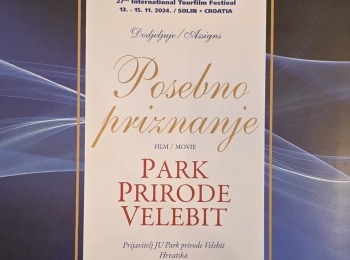 27th International Tourfilm Festival
13. - 15. 11. 2024. / SOLIN • CROATIA
Dodjeljuje / Assigns
Posebno
priznanje
FILM / MOVIE
PARK
PRIRODE
VELEBIT
Prijavitelj JU Park prirode Velebit
Hrvatska